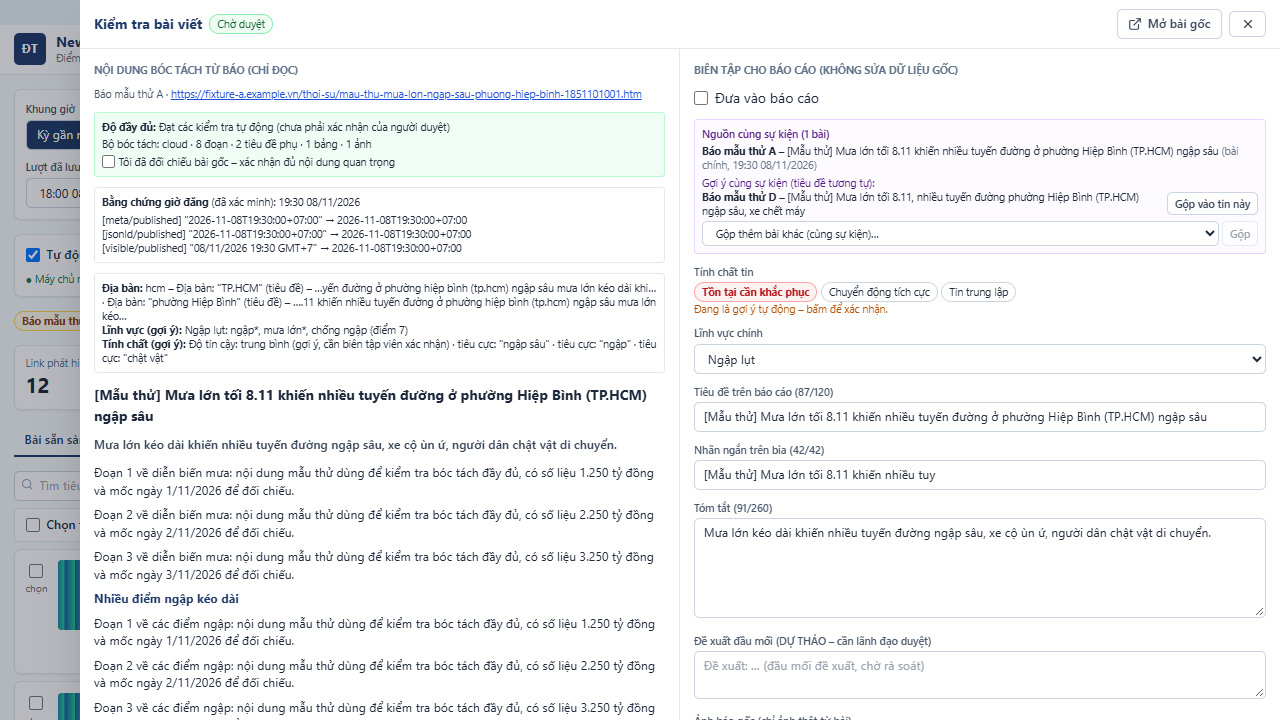 ĐT
New
Điểm
Khung giờ
Kỳ gần n
Lượt đã lưu
18:00 08
Tự độ
Máy chủ n
Báo mẫu thủ
Link phát hi
12
Bài sẵn sà
Tìm tiêu
Chọn t
chọn
Kiểm tra bài viết
Chờ duyệt
Mở bài gốc
NỘI DUNG BÓC TÁCH TỪ BÁO (CHỈ ĐỌC)
Báo mẫu thử A · https://fixture-a.example.vn/thoi-su/mau-thu-mua-lon-ngap-sau-phuong-hiep-binh-1851101001.htm
Độ đầy đủ: Đạt các kiểm tra tự động (chưa phải xác nhận của người duyệt)
Bộ bóc tách: cloud · 8 đoạn · 2 tiêu đề phụ · 1 bảng · 1 ảnh
Tôi đã đối chiếu bài gốc – xác nhận đủ nội dung quan trọng
Bằng chứng giờ đăng (đã xác minh): 19:30 08/11/2026
[meta/published] "2026-11-08T19:30:00+07:00" → 2026-11-08T19:30:00+07:00
[jsonld/published] "2026-11-08T19:30:00+07:00" → 2026-11-08T19:30:00+07:00
[visible/published] "08/11/2026 19:30 GMT+7" → 2026-11-08T19:30:00+07:00
Địa bàn: hcm – Địa bàn: "TP.HCM" (tiêu đề) – ...yến đường ở phường hiệp bình (tp.hcm) ngập sâu mưa lớn kéo dài khi...
· Địa bàn: "phường Hiệp Bình" (tiêu đề) – ....11 khiến nhiều tuyến đường ở phường hiệp bình (tp.hcm) ngập sâu mưa lớn
kéo...
Lĩnh vực (gợi ý): Ngập lụt: ngập*, mưa lớn*, chống ngập (điểm 7)
Tính chất (gợi ý): Độ tin cậy: trung bình (gợi ý, cần biên tập viên xác nhận) · tiêu cực: "ngập sâu" · tiêu cực: "ngập" · tiêu
cực: "chật vật"
[Mẫu thử] Mưa lớn tối 8.11 khiến nhiều tuyến đường ở phường Hiệp Bình (TP.HCM)
ngập sâu
Mưa lớn kéo dài khiến nhiều tuyến đường ngập sâu, xe cộ ùn ứ, người dân chật vật di chuyển.
Đoạn 1 về diễn biến mưa: nội dung mẫu thử dùng để kiểm tra bóc tách đầy đủ, có số liệu 1.250 tỷ đồng
và mốc ngày 1/11/2026 để đối chiếu.
Đoạn 2 về diễn biến mưa: nội dung mẫu thử dùng để kiểm tra bóc tách đầy đủ, có số liệu 2.250 tỷ đồng
và mốc ngày 2/11/2026 để đối chiếu.
Đoạn 3 về diễn biến mưa: nội dung mẫu thử dùng để kiểm tra bóc tách đầy đủ, có số liệu 3.250 tỷ đồng
và mốc ngày 3/11/2026 để đối chiếu.
Nhiều điểm ngập kéo dài
Đoạn 1 về các điểm ngập: nội dung mẫu thử dùng để kiểm tra bóc tách đầy đủ, có số liệu 1.250 tỷ đồng
và mốc ngày 1/11/2026 để đối chiếu.
Đoạn 2 về các điểm ngập: nội dung mẫu thử dùng để kiểm tra bóc tách đầy đủ, có số liệu 2.250 tỷ đồng
và mốc ngày 2/11/2026 để đối chiếu.
Đoạn 3 về các điểm ngập: nội dung mẫu thử dùng để kiểm tra bóc tách đầy đủ, có số liệu 3.250 tỷ đồng
BIÊN TẬP CHO BÁO CÁO (KHÔNG SỬA DỮ LIỆU GỐC)
Đưa vào báo cáo
Nguồn cùng sự kiện (1 bài)
Báo mẫu thử A – [Mẫu thử] Mưa lớn tối 8.11 khiến nhiều tuyến đường ở phường Hiệp Bình (TP.HCM) ngập sâu (bài
chính, 19:30 08/11/2026)
Gợi ý cùng sự kiện (tiêu đề tương tự):
Báo mẫu thử D – [Mẫu thử] Mưa lớn tối 8.11, nhiều tuyến đường phường Hiệp Bình (TP.HCM)
ngập sâu, xe chết máy
Gộp vào tin này
Gộp thêm bài khác (cùng sự kiện)...
Gộp
Tính chất tin
Tồn tại cần khắc phục
Chuyển động tích cực
Tin trung lập
Đang là gợi ý tự động – bấm để xác nhận.
Lĩnh vực chính
Ngập lụt
Tiêu đề trên báo cáo (87/120)
[Mẫu thử] Mưa lớn tối 8.11 khiến nhiều tuyến đường ở phường Hiệp Bình (TP.HCM) ngập sâu
Nhãn ngắn trên bìa (42/42)
[Mẫu thử] Mưa lớn tối 8.11 khiến nhiều tuy
Tóm tắt (91/260)
Mưa lớn kéo dài khiến nhiều tuyến đường ngập sâu, xe cộ ùn ứ, người dân chật vật di chuyển.
Đề xuất đầu mối (DỰ THẢO – cần lãnh đạo duyệt)
Đề xuất: ... (đầu mối đề xuất, chờ rà soát)
Ảnh báo gốc (chỉ ảnh thật từ bài)